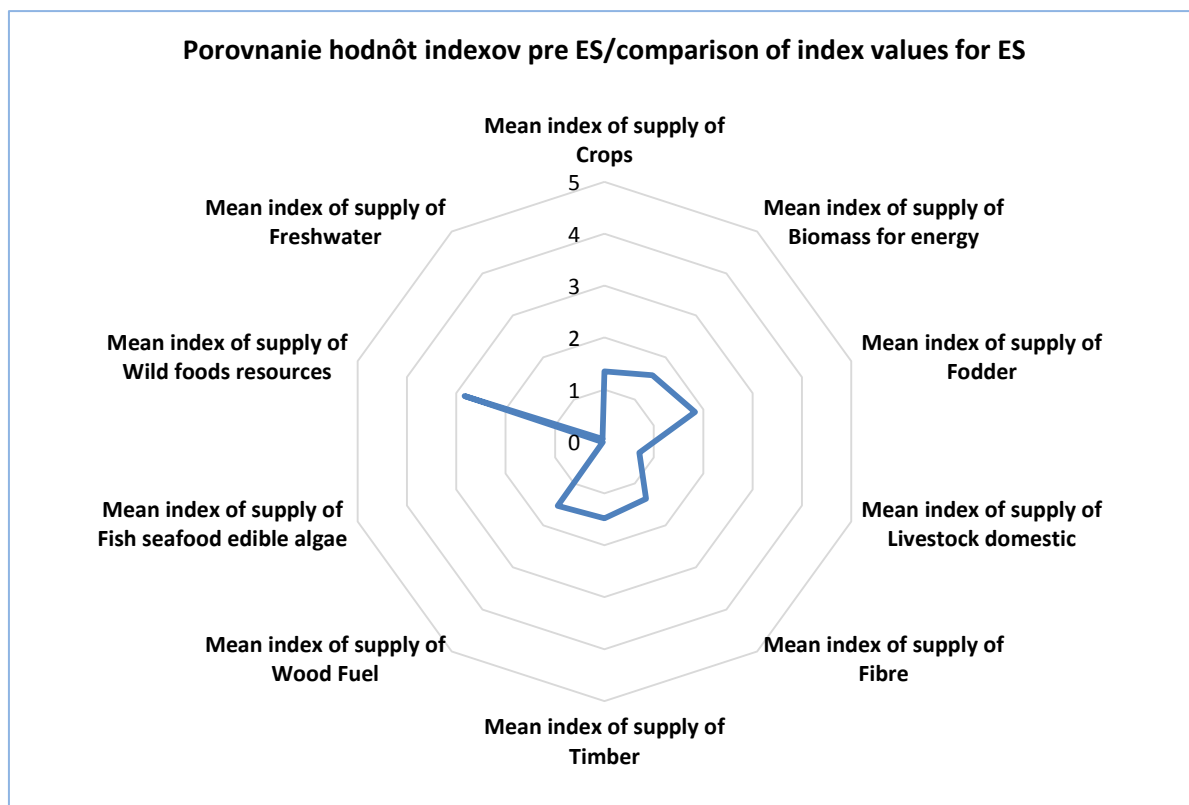 Porovnanie hodnôt indexov pre ES/comparison of index values for ES
Mean index of supply of
Crops
Mean index of supply of
Biomass for energy
Mean index of supply of
Fodder
Mean index of supply of
Livestock domestic
Mean index of supply of
Fibre
Mean index of supply of
Timber
Mean index of supply of
Wood Fuel
Mean index of supply of
Fish seafood edible algae
Mean index of supply of
Wild foods resources
Mean index of supply of
Freshwater
5
4
3
2
1
0